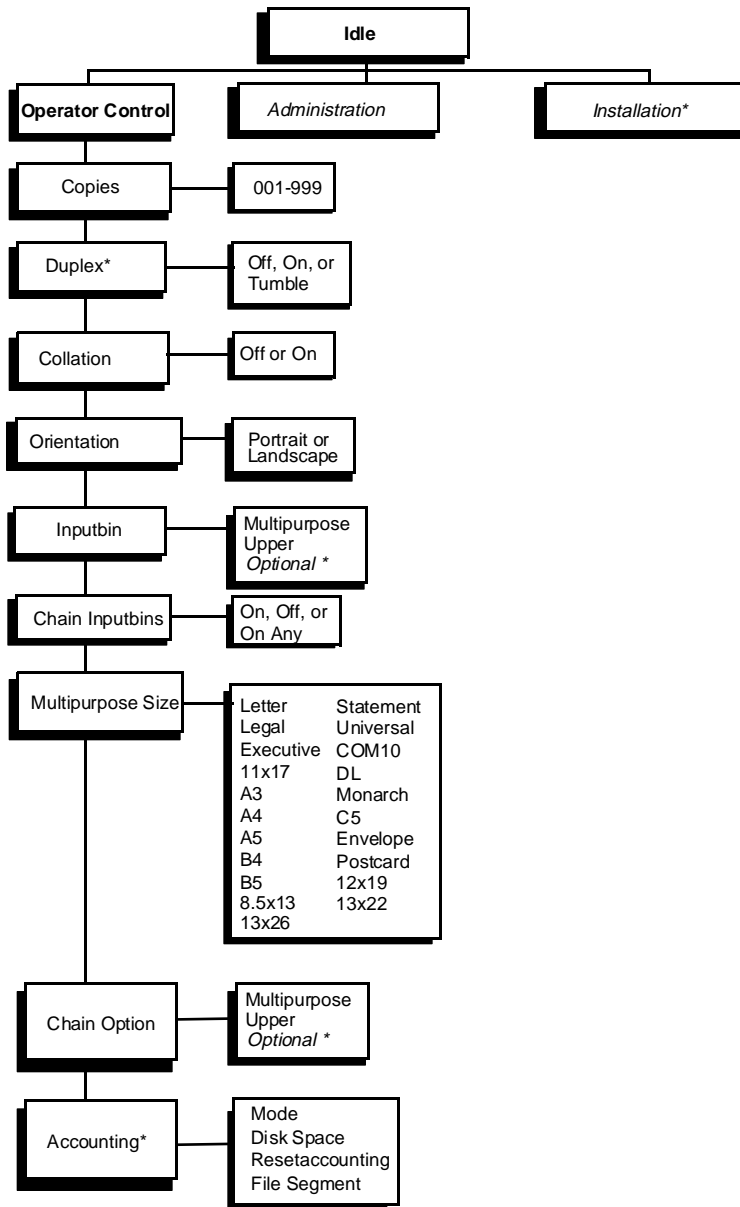 Idle
Operator Control
Administration
Installation*
Copies
001-999
Duplex*
Off, On, or
Tumble
Collation
Off or On
Orientation
Portrait or
Landscape
Inputbin
Multipurpose
Upper
Optional *
Chain Inputbins
On, Off, or
On Any
Multipurpose Size
Letter Statement
Legal Universal
Executive COM10
11x17 DL
A3 Monarch
A4 C5
A5 Envelope
B4 Postcard
B5 12x19
8.5x13 13x22
13x26
Chain Option
Multipurpose
Upper
Optional *
Accounting*
Mode
Disk Space
Resetaccounting
File Segment